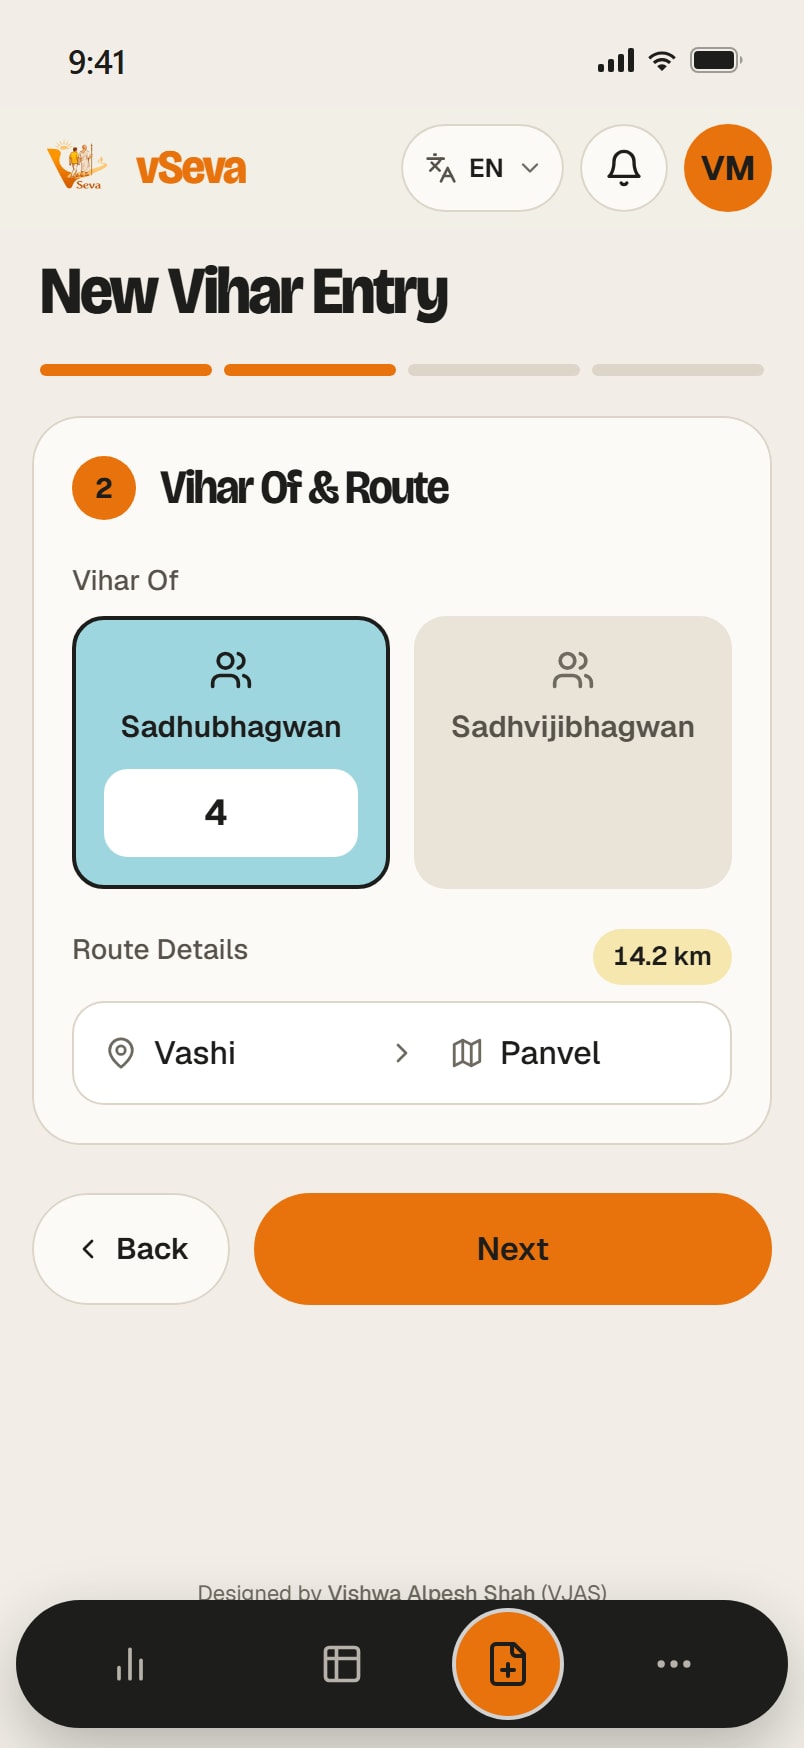 9:41
Seva
vSeva
EN
VM
New Vihar Entry
2
Vihar Of & Route
Vihar Of
Sadhubhagwan
Sadhvijibhagwan
4
Route Details
14.2 km
Vashi
Panvel
Back
Next
Designed by Vishwa Alpesh Shah (VJAS)